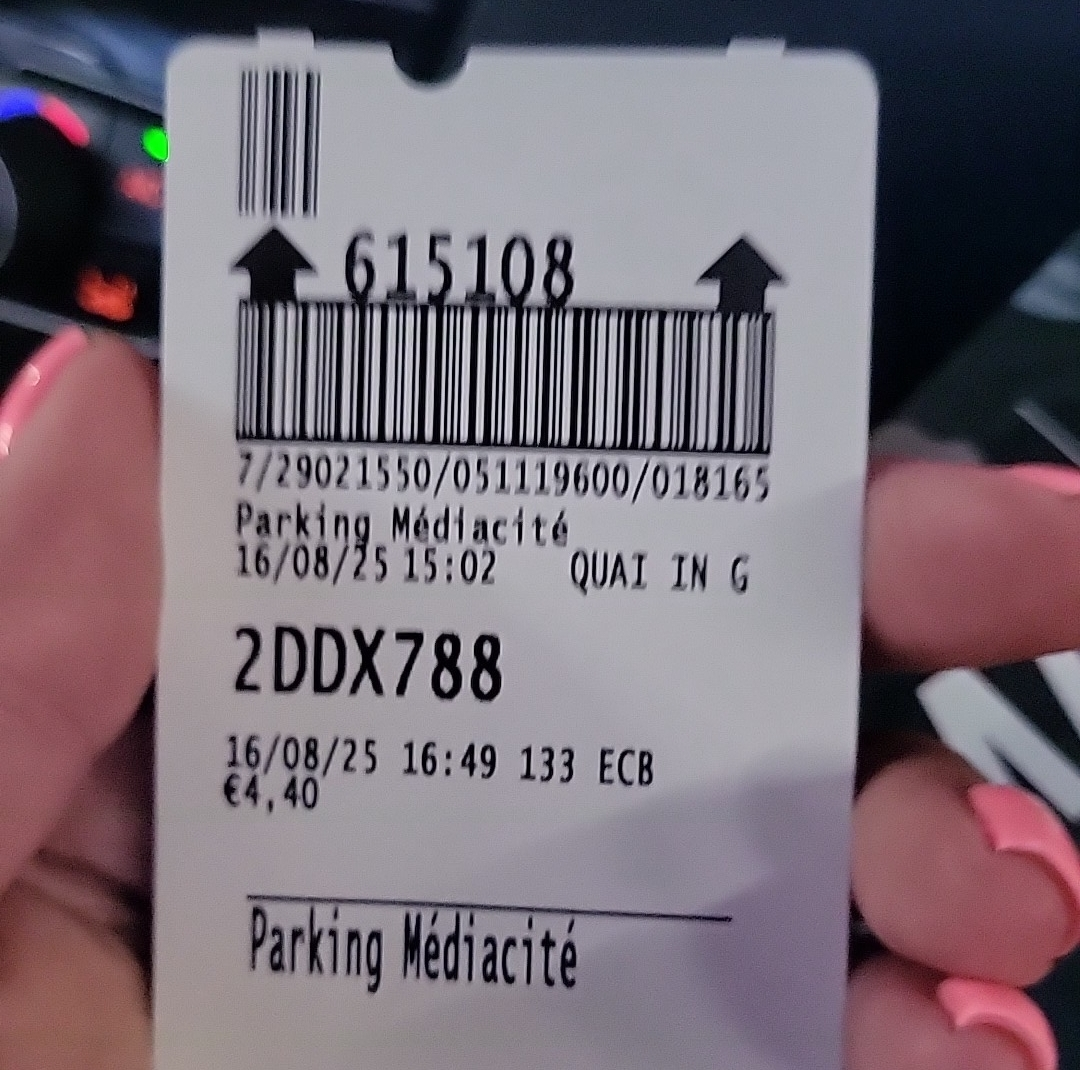 615108
7/29021550/051119600/018165
Parking Médiacité
16/08/25 15:02 QUAI IN G
2DDX788
16/08/25 16:49 133 ECB
€4,40
Parking Médiacité